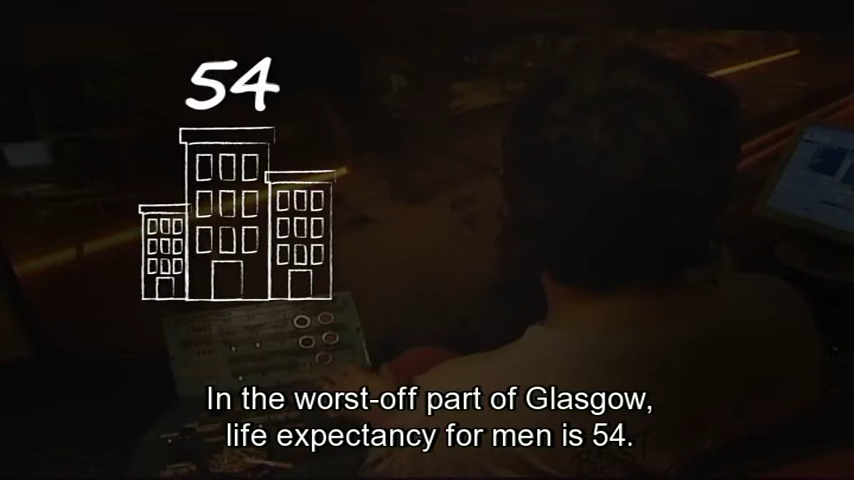 54
In the worst-off part of Glasgow,
life expectancy for men is 54.